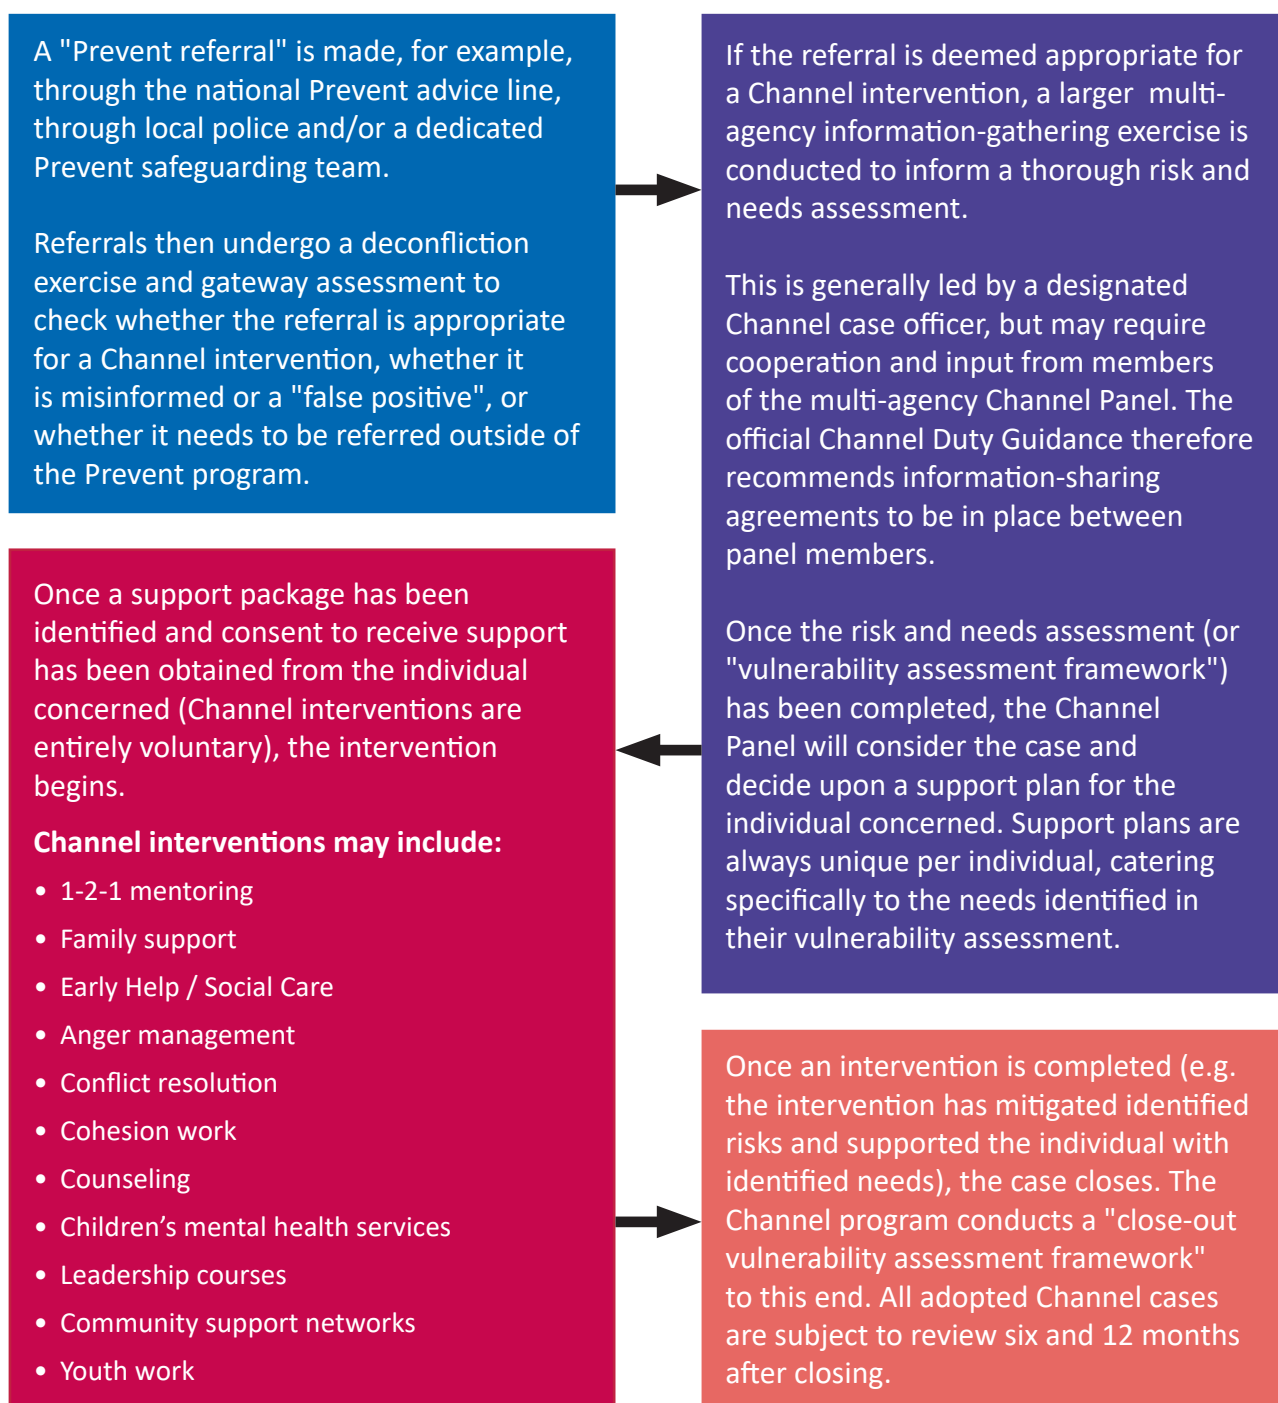 A "Prevent referral" is made, for example,
through the national Prevent advice line,
through local police and/or a dedicated
Prevent safeguarding team.
Referrals then undergo a deconfliction
exercise and gateway assessment to
check whether the referral is appropriate
for a Channel intervention, whether it
is misinformed or a "false positive", or
whether it needs to be referred outside of
the Prevent program.
If the referral is deemed appropriate for
a Channel intervention, a larger multi-
agency information-gathering exercise is
conducted to inform a thorough risk and
needs assessment.
This is generally led by a designated
Channel case officer, but may require
cooperation and input from members
of the multi-agency Channel Panel. The
official Channel Duty Guidance therefore
recommends information-sharing
agreements to be in place between
panel members.
Once the risk and needs assessment (or
"vulnerability assessment framework")
has been completed, the Channel
Panel will consider the case and
decide upon a support plan for the
individual concerned. Support plans are
always unique per individual, catering
specifically to the needs identified in
their vulnerability assessment.
Once a support package has been
identified and consent to receive support
has been obtained from the individual
concerned (Channel interventions are
entirely voluntary), the intervention
begins.
Channel interventions may include:
• 1-2-1 mentoring
• Family support
• Early Help / Social Care
• Anger management
• Conflict resolution
• Cohesion work
• Counseling
• Children's mental health services
• Leadership courses
• Community support networks
• Youth work
Once an intervention is completed (e.g.
the intervention has mitigated identified
risks and supported the individual with
identified needs), the case closes. The
Channel program conducts a "close-out
vulnerability assessment framework"
to this end. All adopted Channel cases
are subject to review six and 12 months
after closing.